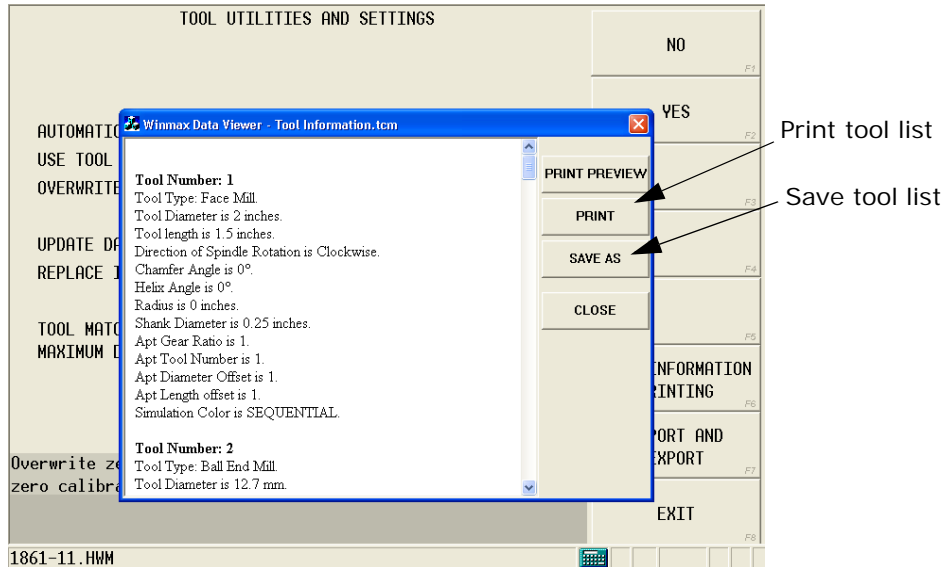 TOOL UTILITIES AND SETTINGS
NO
F1
YES
F2
F3
F4
F5
NFORMATION
INTING
F6
ORT AND
XPORT
F7
EXIT
F8
AUTOMATIC
USE TOOL
OVERWRITE
UPDATE DA
REPLACE I
TOOL MATC
MAXIMUM D
Overwrite ze
zero calibra
1861-11.HWM
Winmax Data Viewer - Tool Information.tcm
Tool Number: 1
Tool Type: Face Mill.
Tool Diameter is 2 inches.
Tool length is 1.5 inches.
Direction of Spindle Rotation is Clockwise.
Chamfer Angle is 0°.
Helix Angle is 0°.
Radius is 0 inches.
Shank Diameter is 0.25 inches.
Apt Gear Ratio is 1.
Apt Tool Number is 1.
Apt Diameter Offset is 1.
Apt Length offset is 1.
Simulation Color is SEQUENTIAL.
Tool Number: 2
Tool Type: Ball End Mill.
Tool Diameter is 12.7 mm.
PRINT PREVIEW
PRINT
SAVE AS
CLOSE
Print tool list
Save tool list